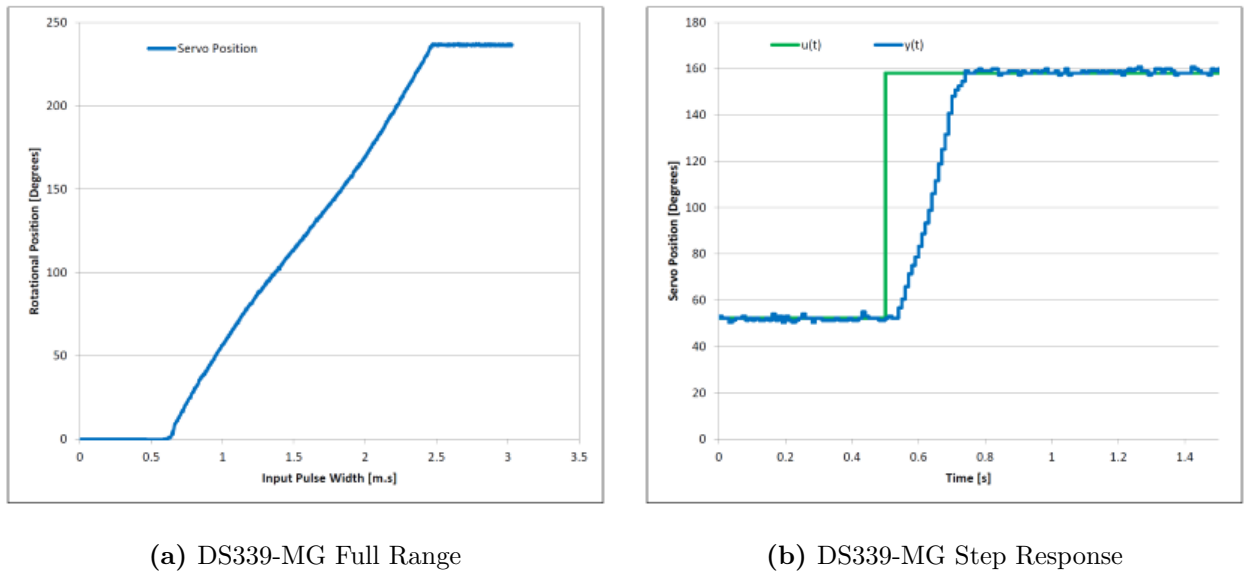 250
200
150
100
50
0
Rotational Position [Degrees]
Servo Position
0 0.5 1 1.5 2 2.5 3 3.5
Input Pulse Width [m.s]
180
160
140
120
100
80
60
40
20
0
Servo Position [Degrees]
u(t) y(t)
0 0.2 0.4 0.6 0.8 1 1.2 1.4
Time [s]
(a) DS339-MG Full Range
(b) DS339-MG Step Response